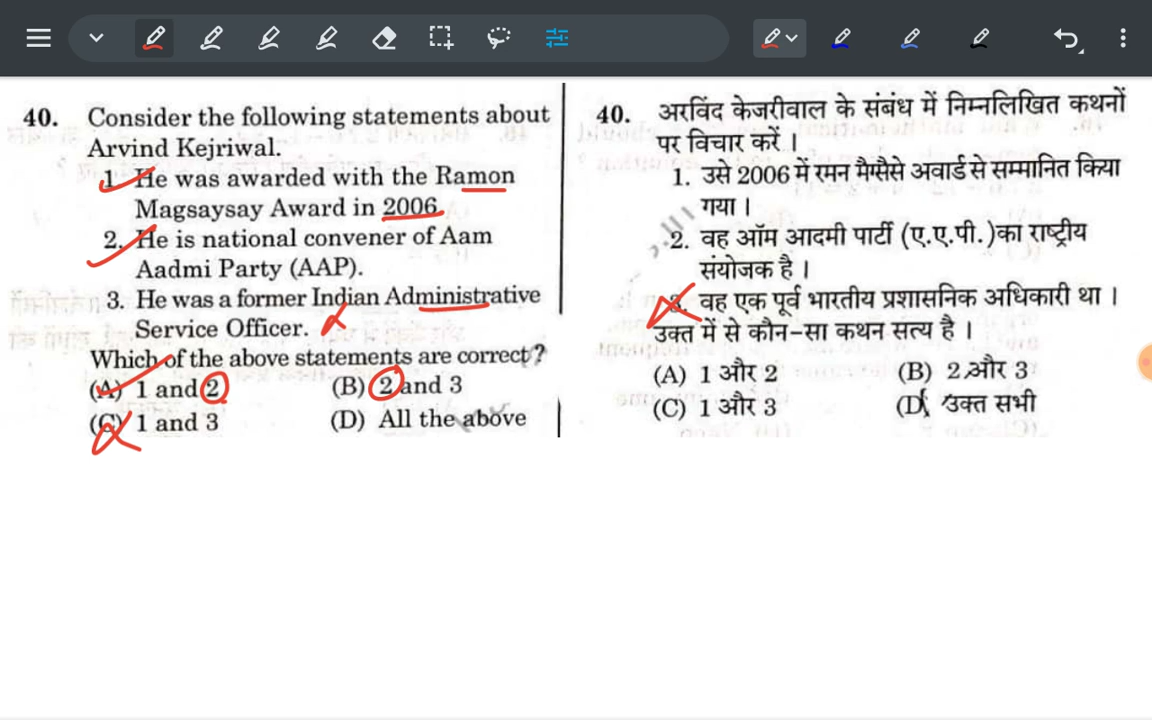 40. Consider the following statements about
Arvind Kejriwal.
1. He was awarded with the Ramon
Magsaysay Award in 2006.
2. He is national convener of Aam
Aadmi Party (AAP).
3. He was a former Indian Administrative
Service Officer.
Which of the above statements are correct?
(A) 1 and 2 (B) 2 and 3
(C) 1 and 3 (D) All the above
40. अरविंद केजरीवाल के संबंध में निम्नलिखित कथनों
पर विचार करें ।
1. उसे 2006 में रमन मैग्सैसे अवार्ड से सम्मानित किया
गया ।
2. वह ऑम आदमी पार्टी (ए.ए.पी.)का राष्ट्रीय
संयोजक है ।
3. वह एक पूर्व भारतीय प्रशासनिक अधिकारी था ।
उक्त में से कौन-सा कथन सत्य है ।
(A) 1 और 2 (B) 2 और 3
(C) 1 और 3 (D) उक्त सभी